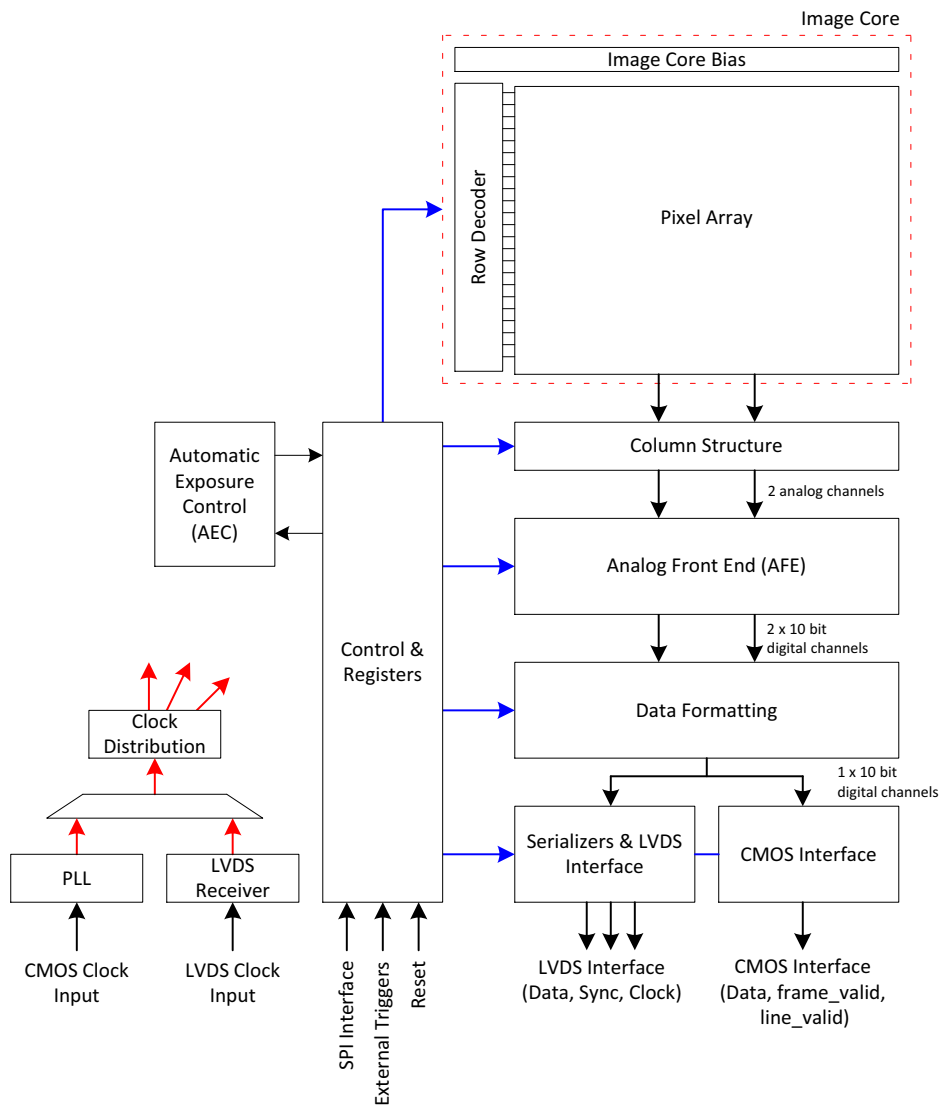 Image Core
Image Core Bias
Row Decoder
Pixel Array
Column Structure
2 analog channels
Automatic
Exposure
Control
(AEC)
Analog Front End (AFE)
2 x 10 bit
digital channels
Control &
Registers
Data Formatting
1 x 10 bit
digital channels
Clock
Distribution
PLL
LVDS
Receiver
Serializers & LVDS
Interface
CMOS Interface
CMOS Clock
Input
LVDS Clock
Input
SPI Interface
External Triggers
Reset
LVDS Interface
(Data, Sync, Clock)
CMOS Interface
(Data, frame_valid,
line_valid)